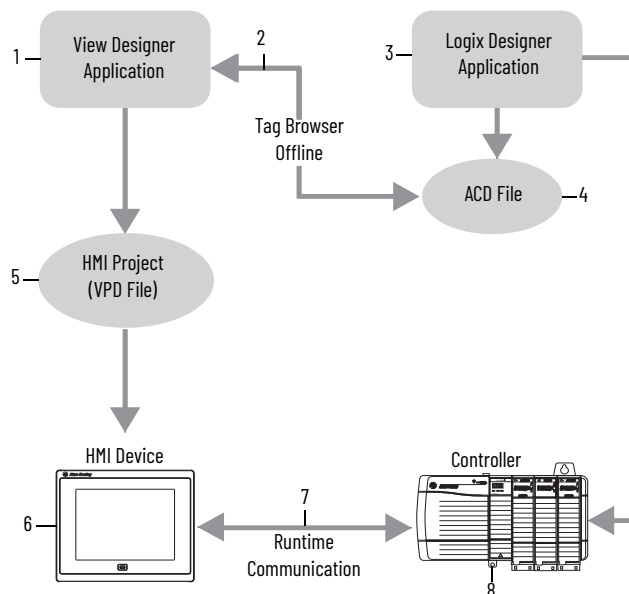 1
View Designer
Application
2
3
Logix Designer
Application
Tag Browser
Offline
ACD File
4
5
HMI Project
(VPD File)
HMI Device
Controller
6
7
Runtime
Communication
8